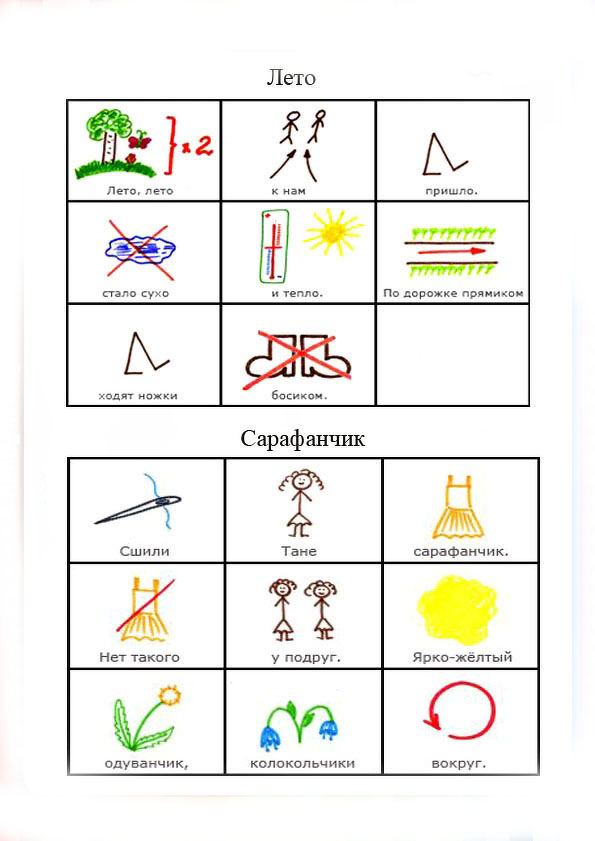 Лето
} x 2
Лето, лето
к нам
пришло.
стало сухо
и тепло.
По дорожке прямиком
ходят ножки
босиком.
Сарафанчик
Сшили
Тане
сарафанчик.
Нет такого
у подруг.
Ярко-жёлтый
одуванчик,
колокольчики
вокруг.